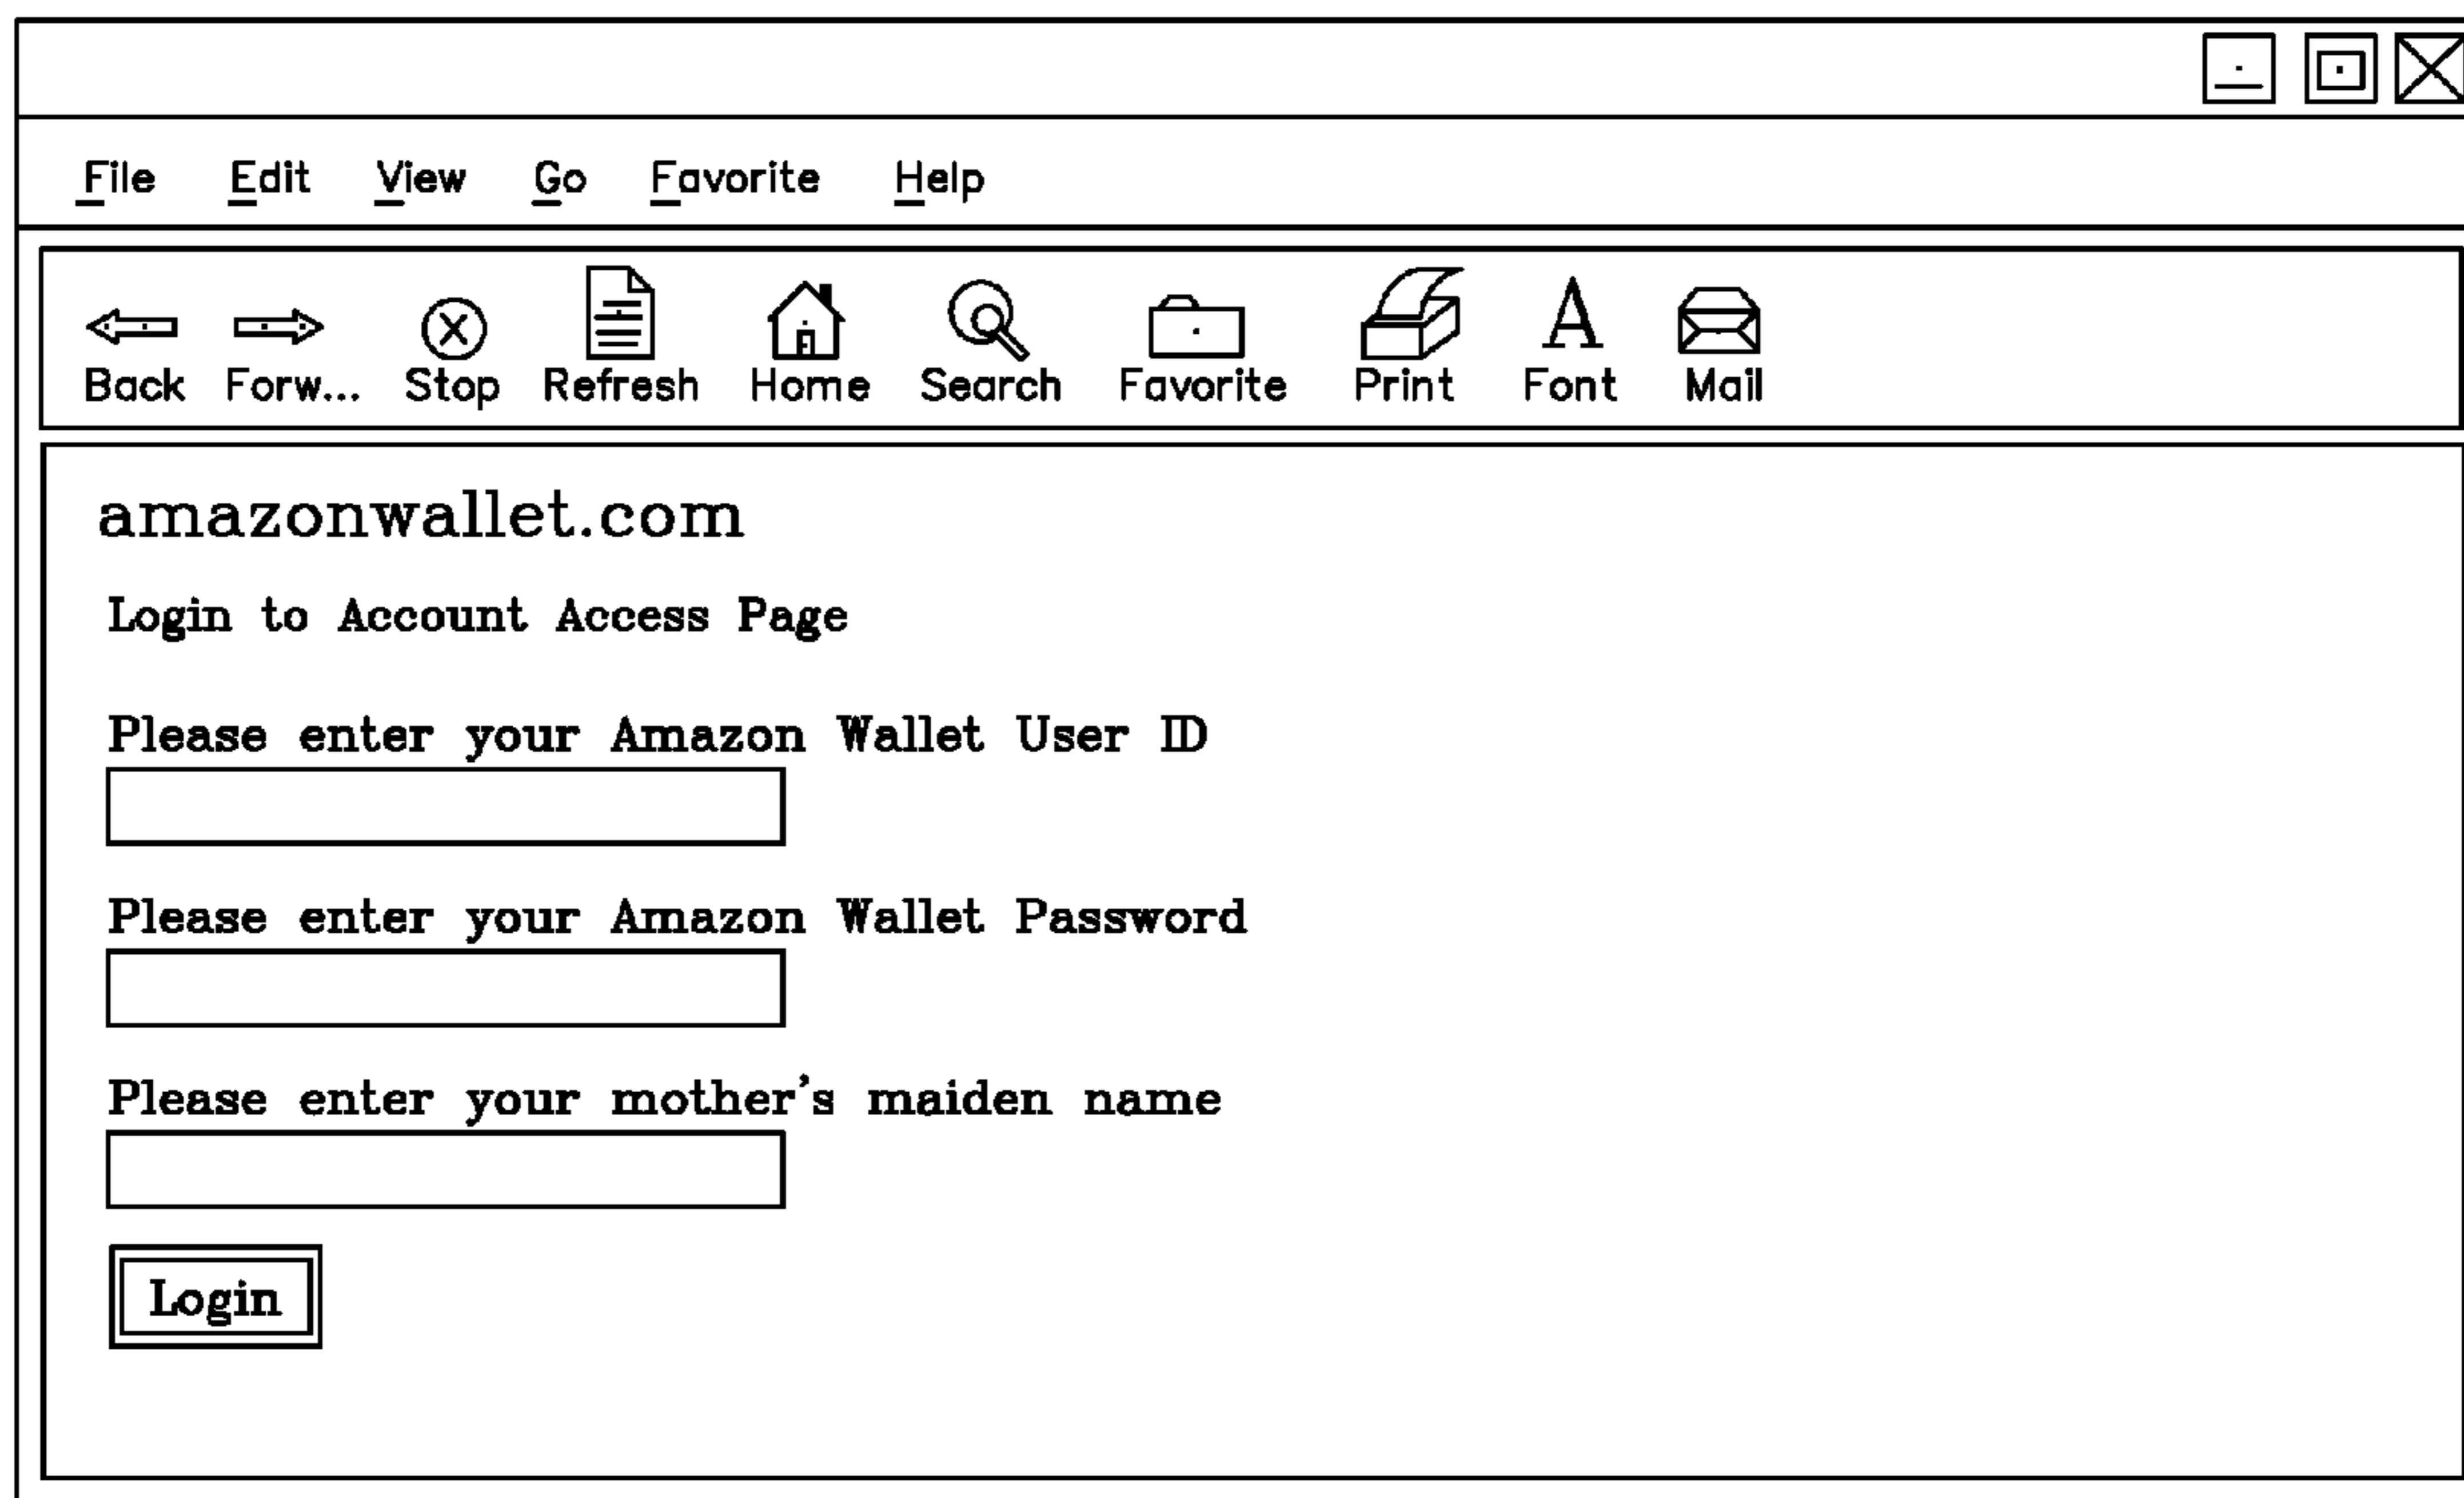 File Edit View Go Favorite Help
Back Forw... Stop Refresh Home Search Favorite Print Font Mail
amazonwallet.com
Login to Account Access Page
Please enter your Amazon Wallet User ID
Please enter your Amazon Wallet Password
Please enter your mother's maiden name
Login